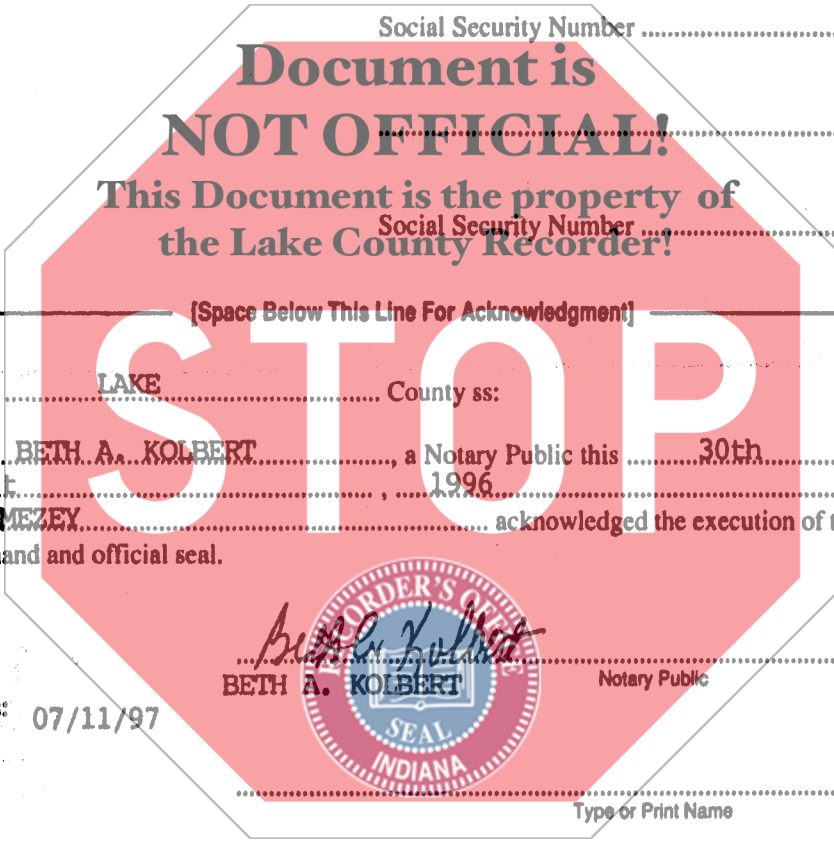 Social Security Number
Document is
NOT OFFICIAL!
This Document is the property of
Social Security Number
the Lake County Recorder!
[Space Below This Line For Acknowledgment]
STOP
LAKE County ss:
BETH A. KOLBERT , a Notary Public this 30th
t , 1996
MEZEY acknowledged the execution of t
and and official seal.
RECORDER'S OFFICE
Beth A Kolbert
BETH A. KOLBERT Notary Public
07/11/97
SEAL
INDIANA
Type or Print Name